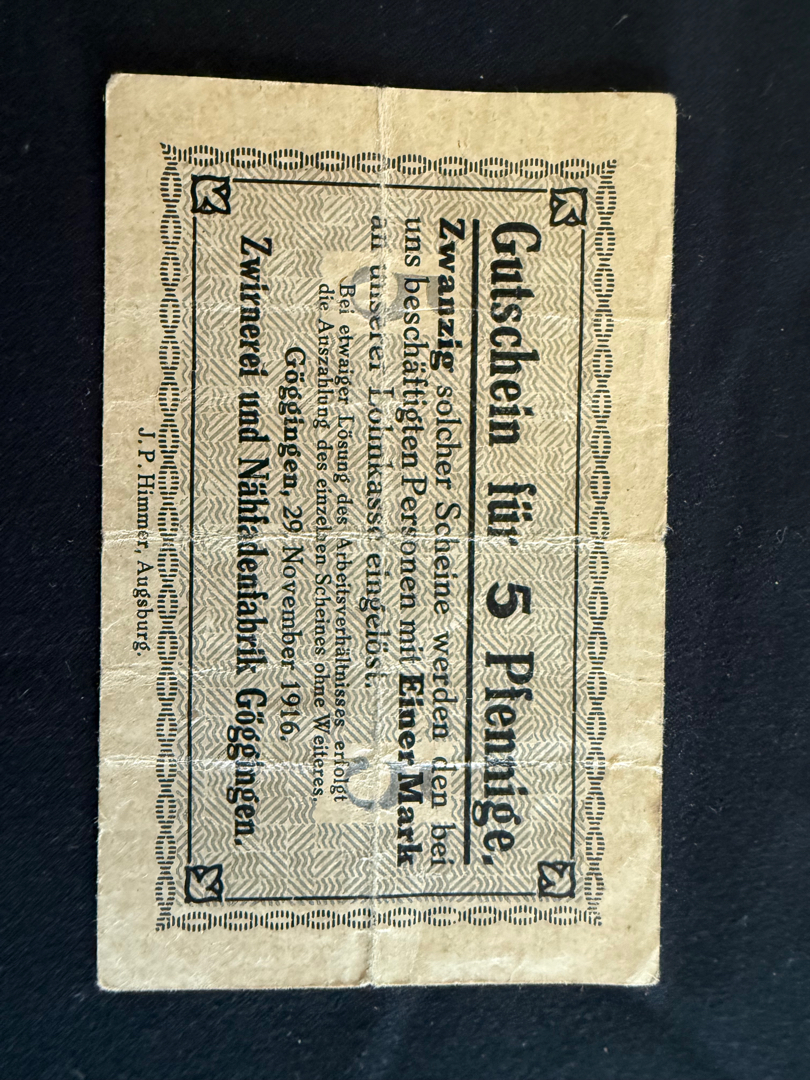 Gutschein für 5 Pfennige.
Zwanzig solcher Scheine werden den bei
uns beschäftigten Personen mit Einer Mark
an unserer Lohnkasse eingelöst.
Bei etwaiger Lösung des Arbeitsverhältnisses erfolgt
die Auszahlung des einzelnen Scheines ohne Weiteres.
Göggingen, 29 November 1916.
Zwirnerei und Nähfadenfabrik Göggingen.
5 5
J. P. Himmer, Augsburg.